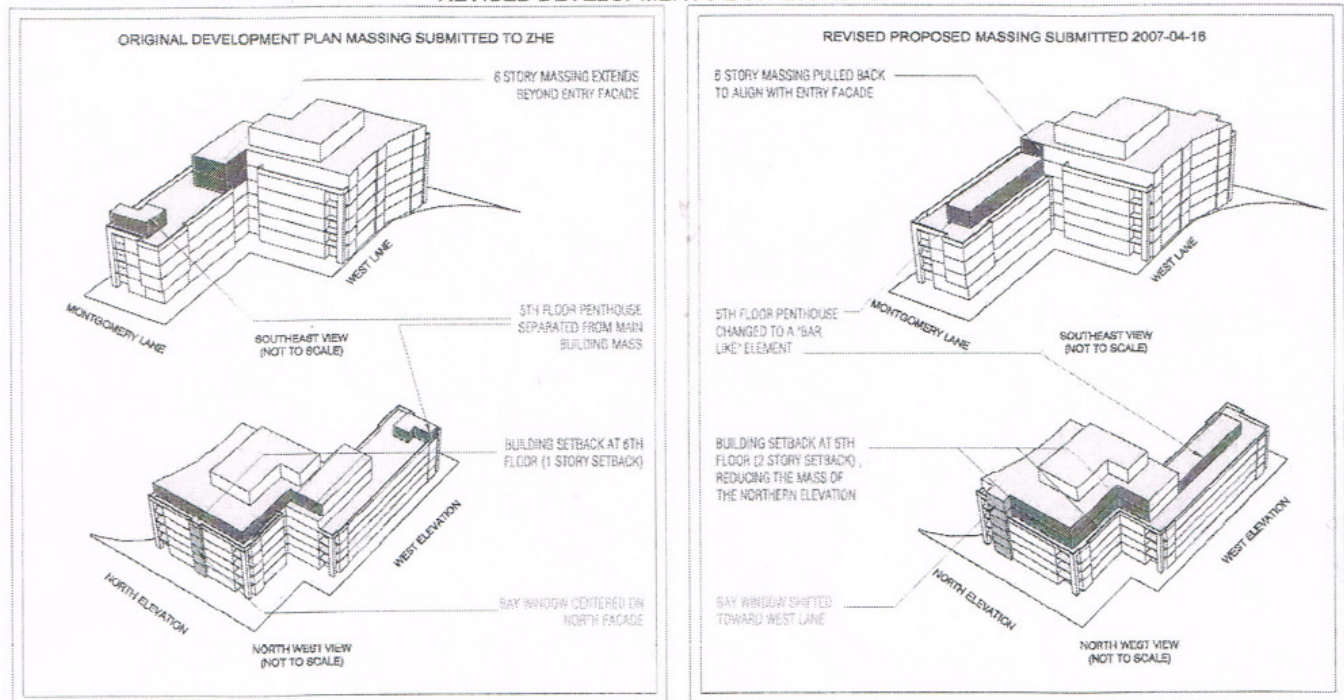 REVISED DEVELOPMENT
ORIGINAL DEVELOPMENT PLAN MASSING SUBMITTED TO ZHE
6 STORY MASSING EXTENDS
BEYOND ENTRY FACADE
MONTGOMERY LANE
WEST LANE
SOUTHEAST VIEW
(NOT TO SCALE)
5TH FLOOR PENTHOUSE
SEPARATED FROM MAIN
BUILDING MASS
BUILDING SETBACK AT 6TH
FLOOR (1 STORY SETBACK)
NORTH ELEVATION
WEST ELEVATION
BAY WINDOW CENTERED ON
NORTH FACADE
NORTH WEST VIEW
(NOT TO SCALE)
REVISED PROPOSED MASSING SUBMITTED 2007-04-16
6 STORY MASSING PULLED BACK
TO ALIGN WITH ENTRY FACADE
MONTGOMERY LANE
WEST LANE
SOUTHEAST VIEW
(NOT TO SCALE)
5TH FLOOR PENTHOUSE
CHANGED TO A "BAR
LIKE" ELEMENT
BUILDING SETBACK AT 5TH
FLOOR (2 STORY SETBACK),
REDUCING THE MASS OF
THE NORTHERN ELEVATION
NORTH ELEVATION
WEST ELEVATION
BAY WINDOW SHIFTED
TOWARD WEST LANE
NORTH WEST VIEW
(NOT TO SCALE)